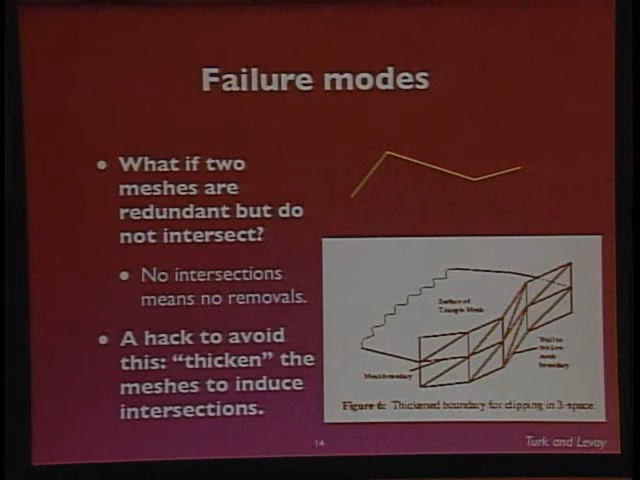 Failure modes
• What if two
meshes are
redundant but do
not intersect?
• No intersections
means no removals.
• A hack to avoid
this: “thicken” the
meshes to induce
intersections.
Surface of
Triangle Mesh
Mesh boundary
boundary
Figure 6: Thickened boundary for clipping in 3-space
14
Turk and Levoy